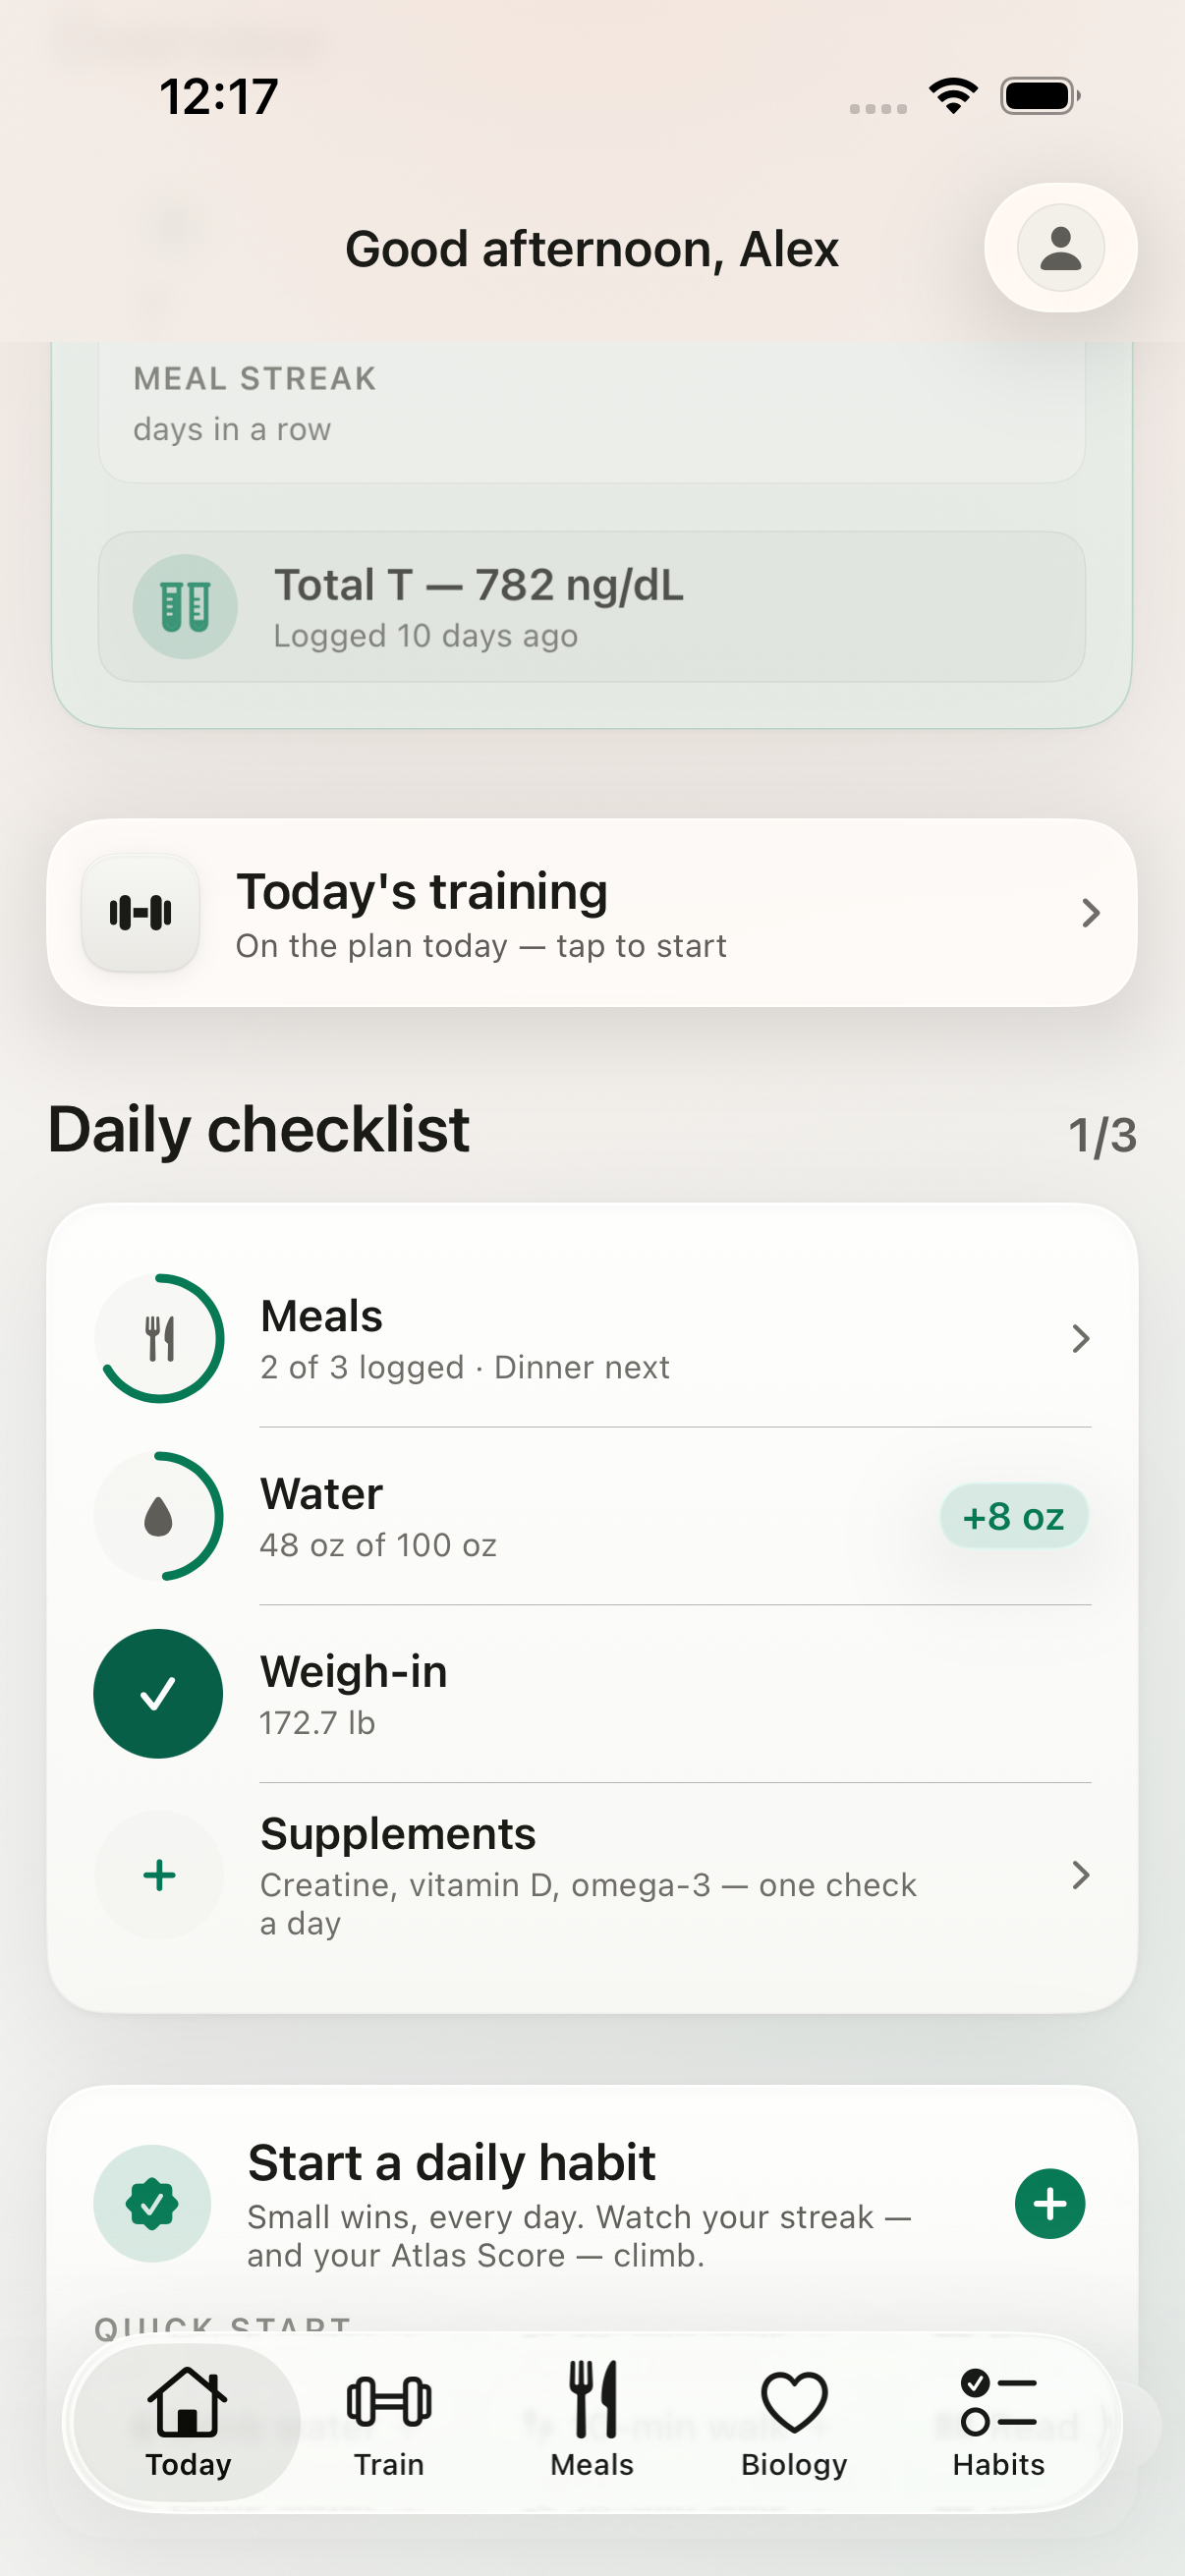 12:17
Good afternoon, Alex
MEAL STREAK
days in a row
Total T — 782 ng/dL
Logged 10 days ago
Today's training
On the plan today — tap to start
Daily checklist
1/3
Meals
2 of 3 logged · Dinner next
Water
48 oz of 100 oz
+8 oz
Weigh-in
172.7 lb
Supplements
Creatine, vitamin D, omega-3 — one check
a day
Start a daily habit
Small wins, every day. Watch your streak —
and your Atlas Score — climb.
QUICK START
Today
Train
Meals
Biology
Habits